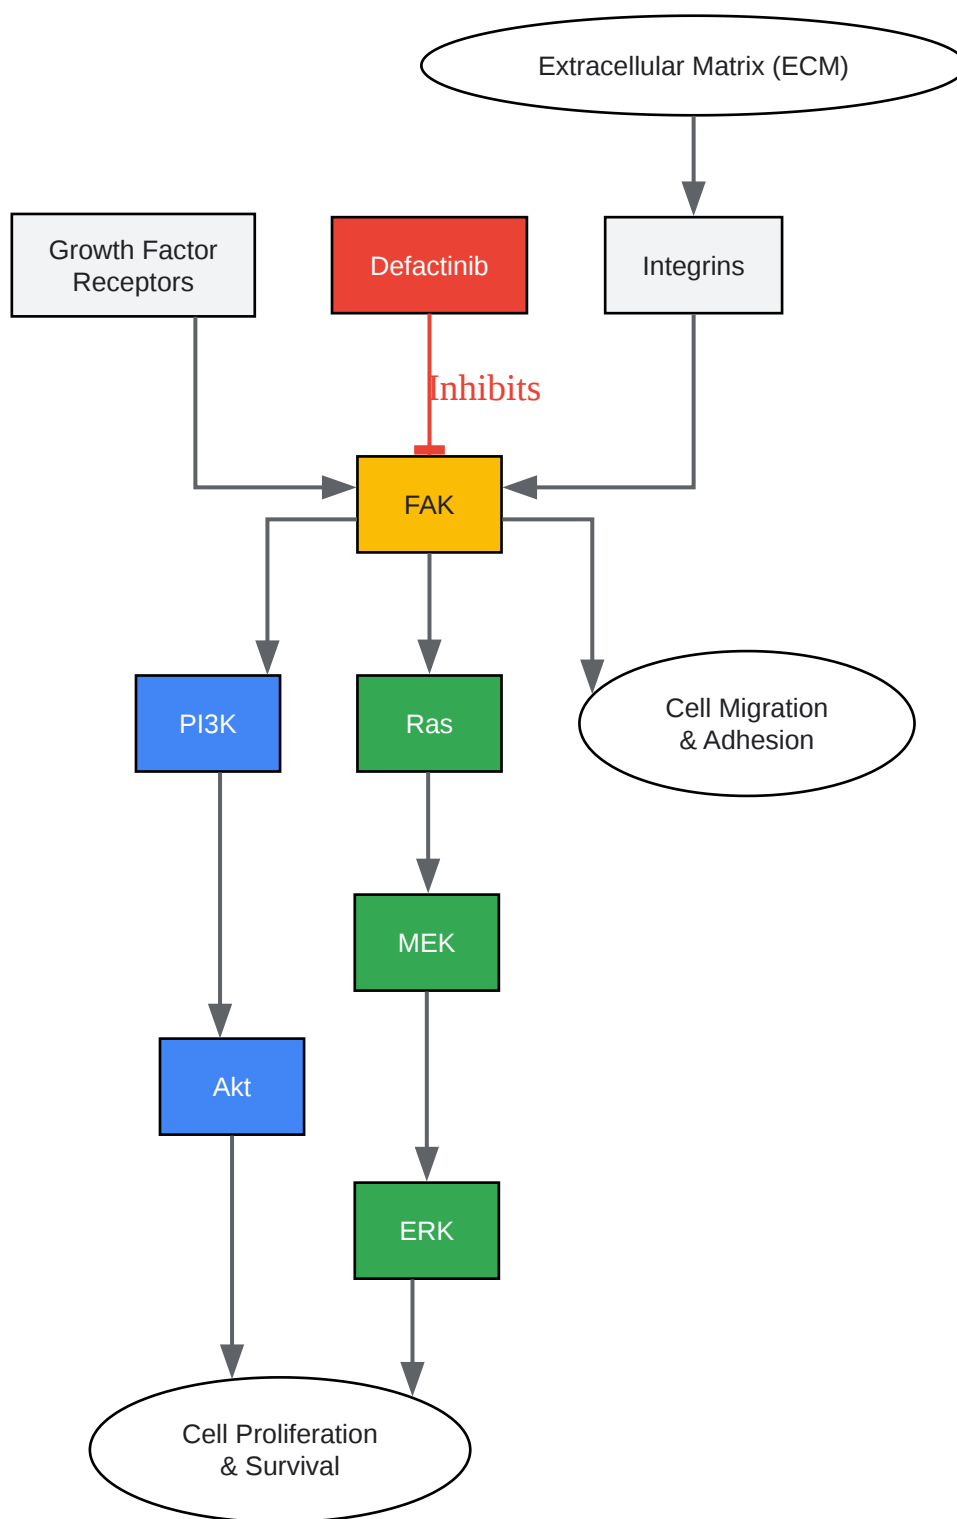 Extracellular Matrix (ECM)
Growth Factor
Receptors
Defactinib
Integrins
Inhibits
FAK
PI3K
Ras
Cell Migration
& Adhesion
MEK
Akt
ERK
Cell Proliferation
& Survival